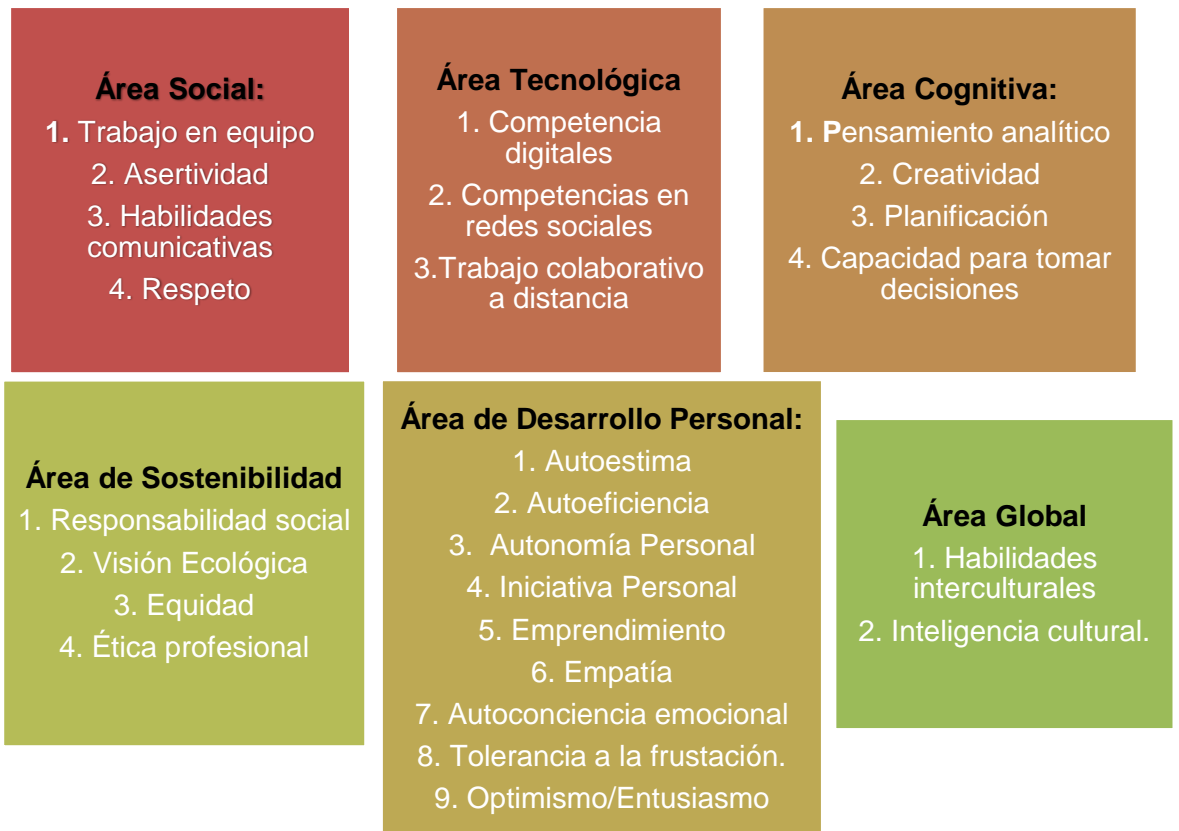 Área Social:
1. Trabajo en equipo
2. Asertividad
3. Habilidades
comunicativas
4. Respeto
Área Tecnológica
1. Competencia
digitales
2. Competencias en
redes sociales
3.Trabajo colaborativo
a distancia
Área Cognitiva:
1. Pensamiento analítico
2. Creatividad
3. Planificación
4. Capacidad para tomar
decisiones
Área de Sostenibilidad
1. Responsabilidad social
2. Visión Ecológica
3. Equidad
4. Ética profesional
Área de Desarrollo Personal:
1. Autoestima
2. Autoeficiencia
3. Autonomía Personal
4. Iniciativa Personal
5. Emprendimiento
6. Empatía
7. Autoconciencia emocional
8. Tolerancia a la frustación.
9. Optimismo/Entusiasmo
Área Global
1. Habilidades
interculturales
2. Inteligencia cultural.